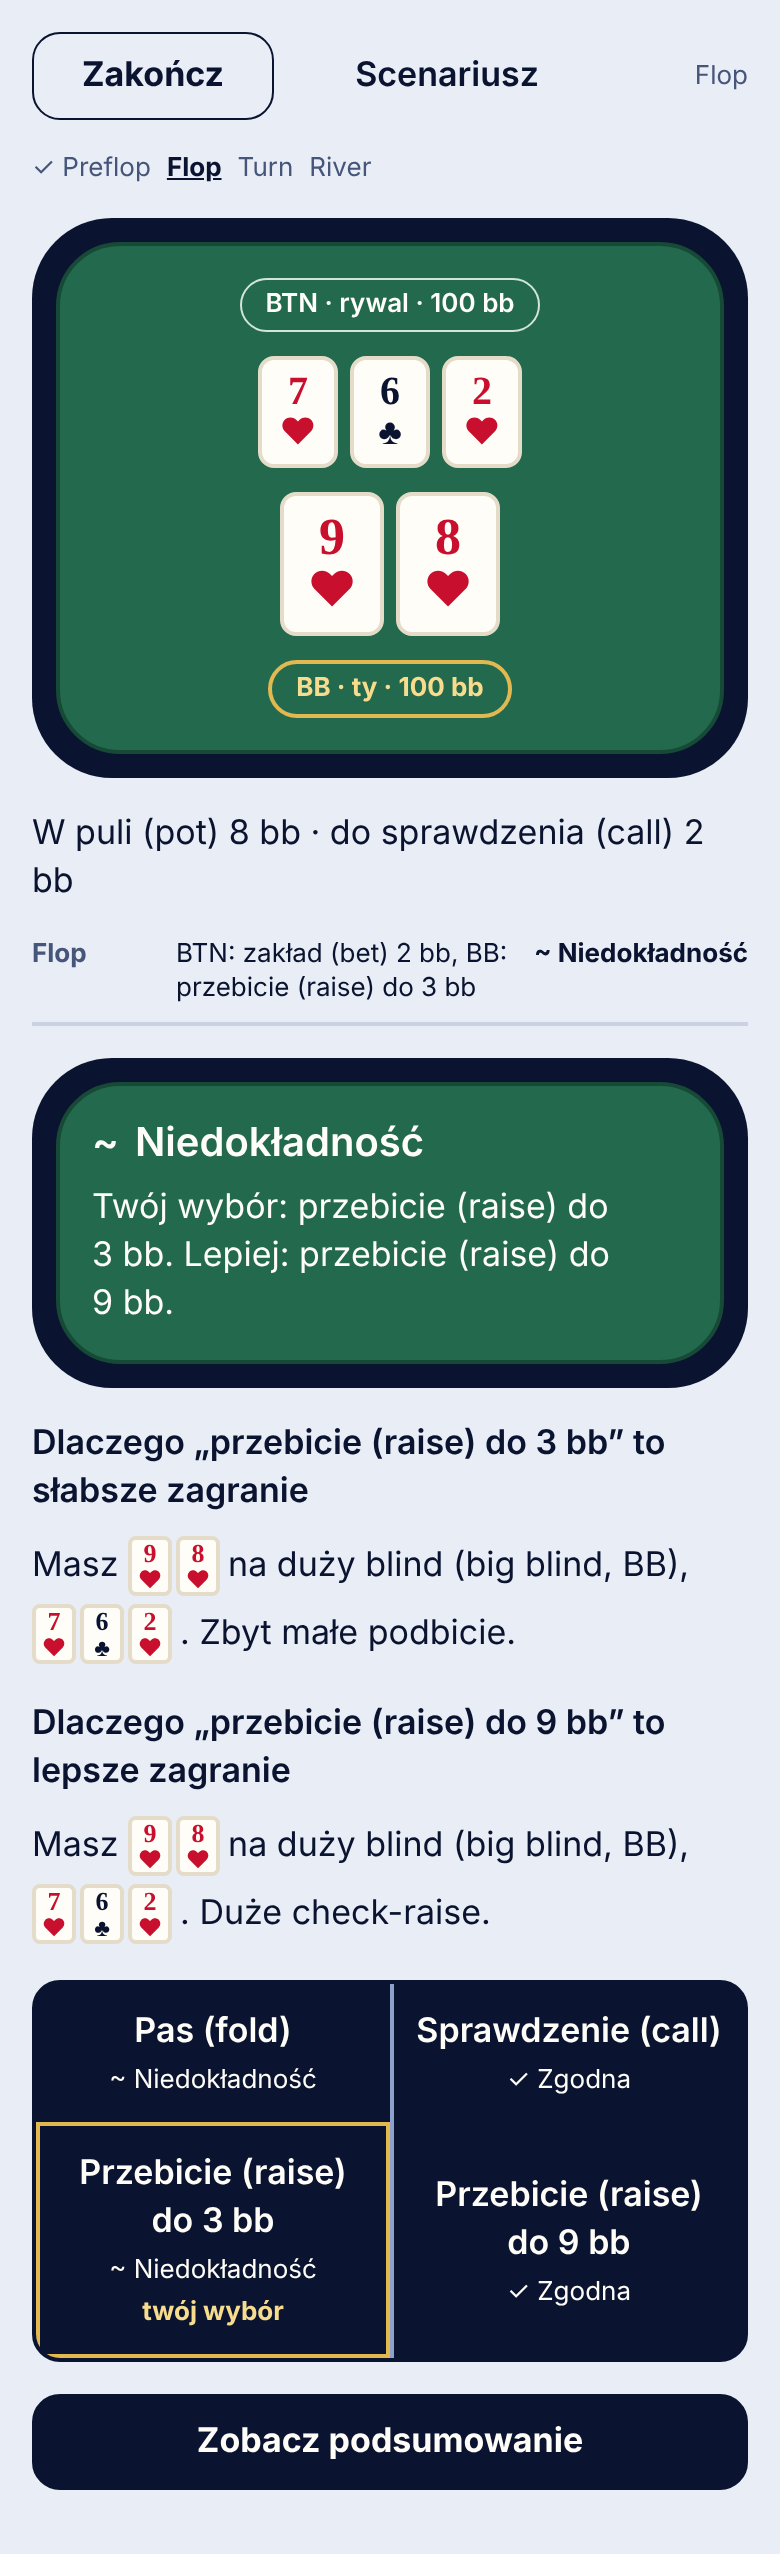 Zakończ Scenariusz Flop
✓ Preflop Flop Turn River
BTN · rywal · 100 bb
7♥ 6♣ 2♥
9♥ 8♥
BB · ty · 100 bb
W puli (pot) 8 bb · do sprawdzenia (call) 2
bb
Flop BTN: zakład (bet) 2 bb, BB: ~ Niedokładność
przebicie (raise) do 3 bb
~ Niedokładność
Twój wybór: przebicie (raise) do
3 bb. Lepiej: przebicie (raise) do
9 bb.
Dlaczego „przebicie (raise) do 3 bb” to
słabsze zagranie
Masz 9♥ 8♥ na duży blind (big blind, BB),
7♥ 6♣ 2♥ . Zbyt małe podbicie.
Dlaczego „przebicie (raise) do 9 bb” to
lepsze zagranie
Masz 9♥ 8♥ na duży blind (big blind, BB),
7♥ 6♣ 2♥ . Duże check-raise.
Pas (fold)
~ Niedokładność
Sprawdzenie (call)
✓ Zgodna
Przebicie (raise)
do 3 bb
~ Niedokładność
twój wybór
Przebicie (raise)
do 9 bb
✓ Zgodna
Zobacz podsumowanie